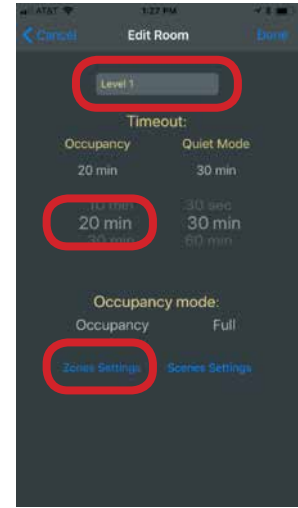 AT&T 1:27 PM
Cancel Edit Room Done
Level 1
Timeout:
Occupancy Quiet Mode
20 min 30 min
10 min 30 sec
20 min 30 min
30 min 60 min
Occupancy mode:
Occupancy Full
Zones Settings Scenes Settings